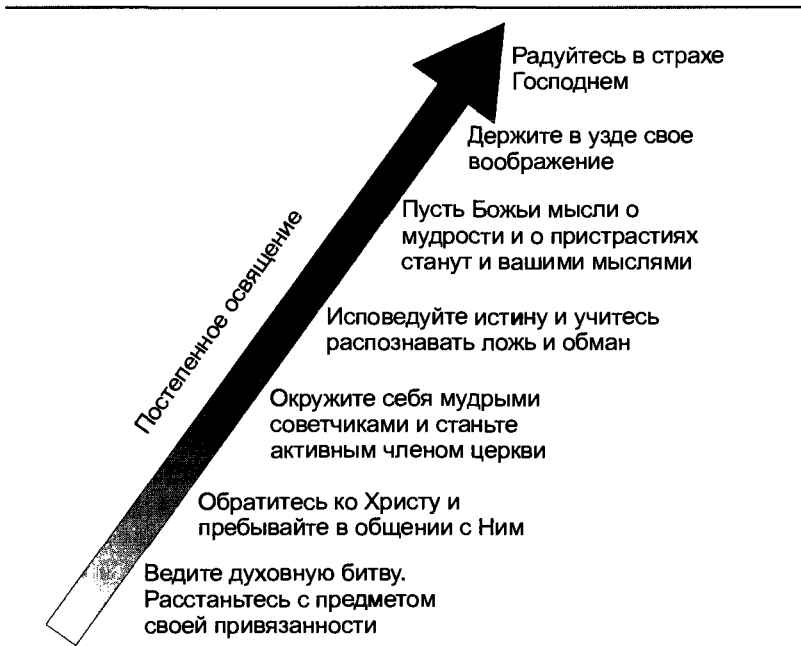 Радуйтесь в страхе
Господнем
Держите в узде свое
воображение
Пусть Божьи мысли о
мудрости и о пристрастиях
станут и вашими мыслями
Постепенное освящение
Исповедуйте истину и учитесь
распознавать ложь и обман
Окружите себя мудрыми
советчиками и станьте
активным членом церкви
Обратитесь ко Христу и
пребывайте в общении с Ним
Ведите духовную битву.
Расстаньтесь с предметом
своей привязанности